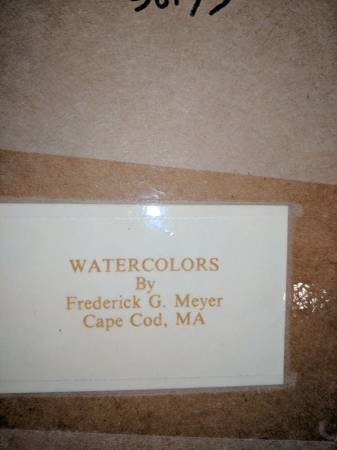 WATERCOLORS
By
Frederick G. Meyer
Cape Cod, MA